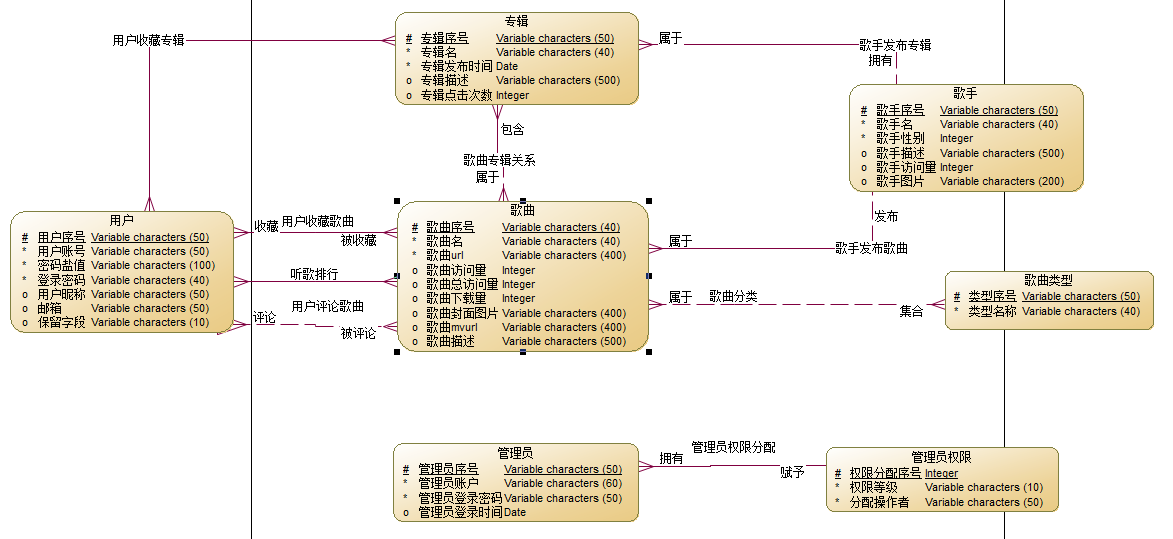 用户收藏专辑
专辑
# 专辑序号 Variable characters (50)
* 专辑名 Variable characters (40)
* 专辑发布时间 Date
o 专辑描述 Variable characters (500)
o 专辑点击次数 Integer
属于
歌手发布专辑
拥有
歌手
# 歌手序号 Variable characters (50)
* 歌手名 Variable characters (40)
* 歌手性别 Integer
o 歌手描述 Variable characters (500)
o 歌手访问量 Integer
o 歌手图片 Variable characters (200)
包含
歌曲专辑关系
属于
用户
# 用户序号 Variable characters (50)
* 用户账号 Variable characters (50)
* 密码盐值 Variable characters (100)
* 登录密码 Variable characters (40)
o 用户昵称 Variable characters (50)
o 邮箱 Variable characters (50)
o 保留字段 Variable characters (10)
收藏
用户收藏歌曲
被收藏
听歌排行
用户评论歌曲
评论
被评论
歌曲
# 歌曲序号 Variable characters (40)
* 歌曲名 Variable characters (40)
* 歌曲url Variable characters (400)
o 歌曲访问量 Integer
o 歌曲总访问量 Integer
o 歌曲下载量 Integer
o 歌曲封面图片 Variable characters (400)
o 歌曲mvurl Variable characters (400)
o 歌曲描述 Variable characters (500)
发布
属于
歌手发布歌曲
属于
歌曲分类
集合
歌曲类型
# 类型序号 Variable characters (50)
* 类型名称 Variable characters (40)
管理员
# 管理员序号 Variable characters (50)
* 管理员账户 Variable characters (60)
* 管理员登录密码 Variable characters (50)
o 管理员登录时间 Date
管理员权限分配
拥有
赋予
管理员权限
# 权限分配序号 Integer
* 权限等级 Variable characters (10)
* 分配操作者 Variable characters (50)